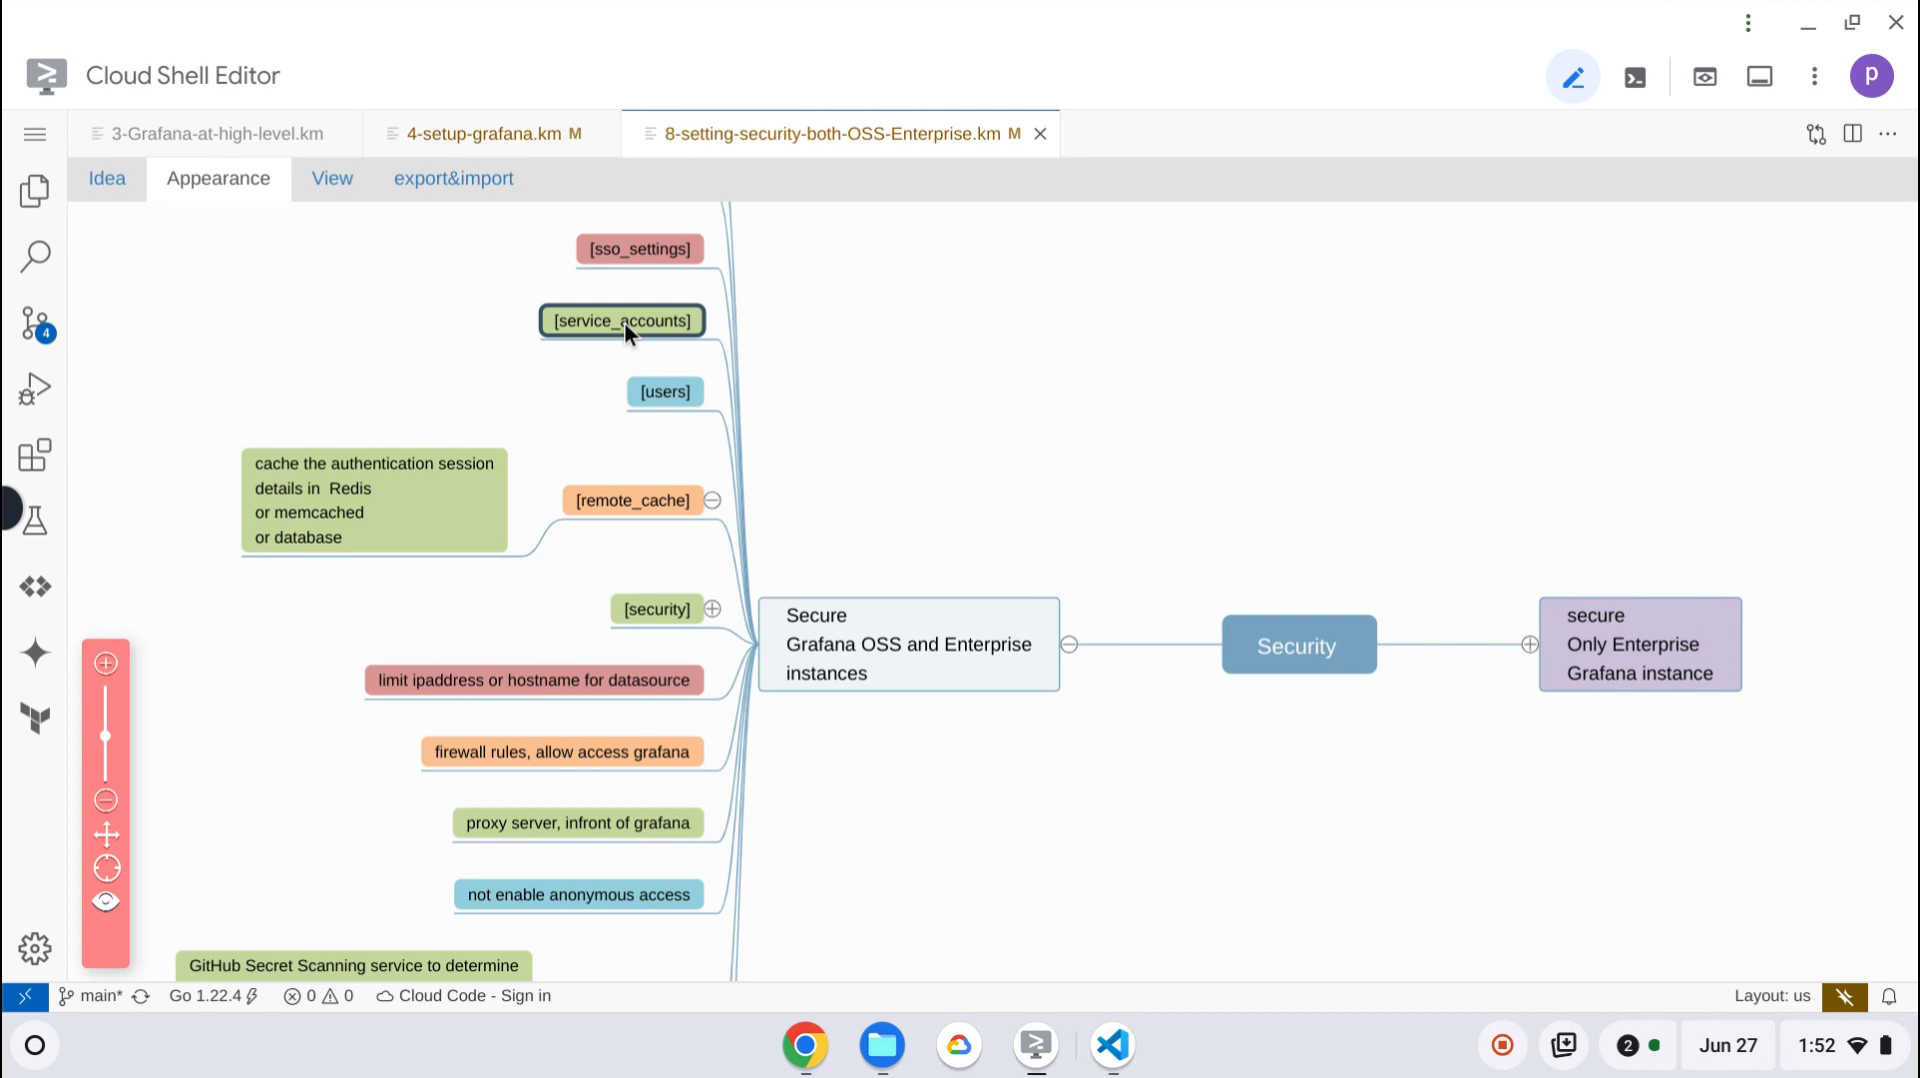 Cloud Shell Editor
p
3-Grafana-at-high-level.km
4-setup-grafana.km M
8-setting-security-both-OSS-Enterprise.km M
Idea
Appearance
View
export&import
[sso_settings]
[service_accounts]
[users]
cache the authentication session
details in  Redis
or memcached
or database
[remote_cache]
[security]
Secure
Grafana OSS and Enterprise
instances
Security
secure
Only Enterprise
Grafana instance
limit ipaddress or hostname for datasource
firewall rules, allow access grafana
proxy server, infront of grafana
not enable anonymous access
GitHub Secret Scanning service to determine
4
main*
Go 1.22.4
0
0
Cloud Code - Sign in
Layout: us
2
Jun 27
1:52